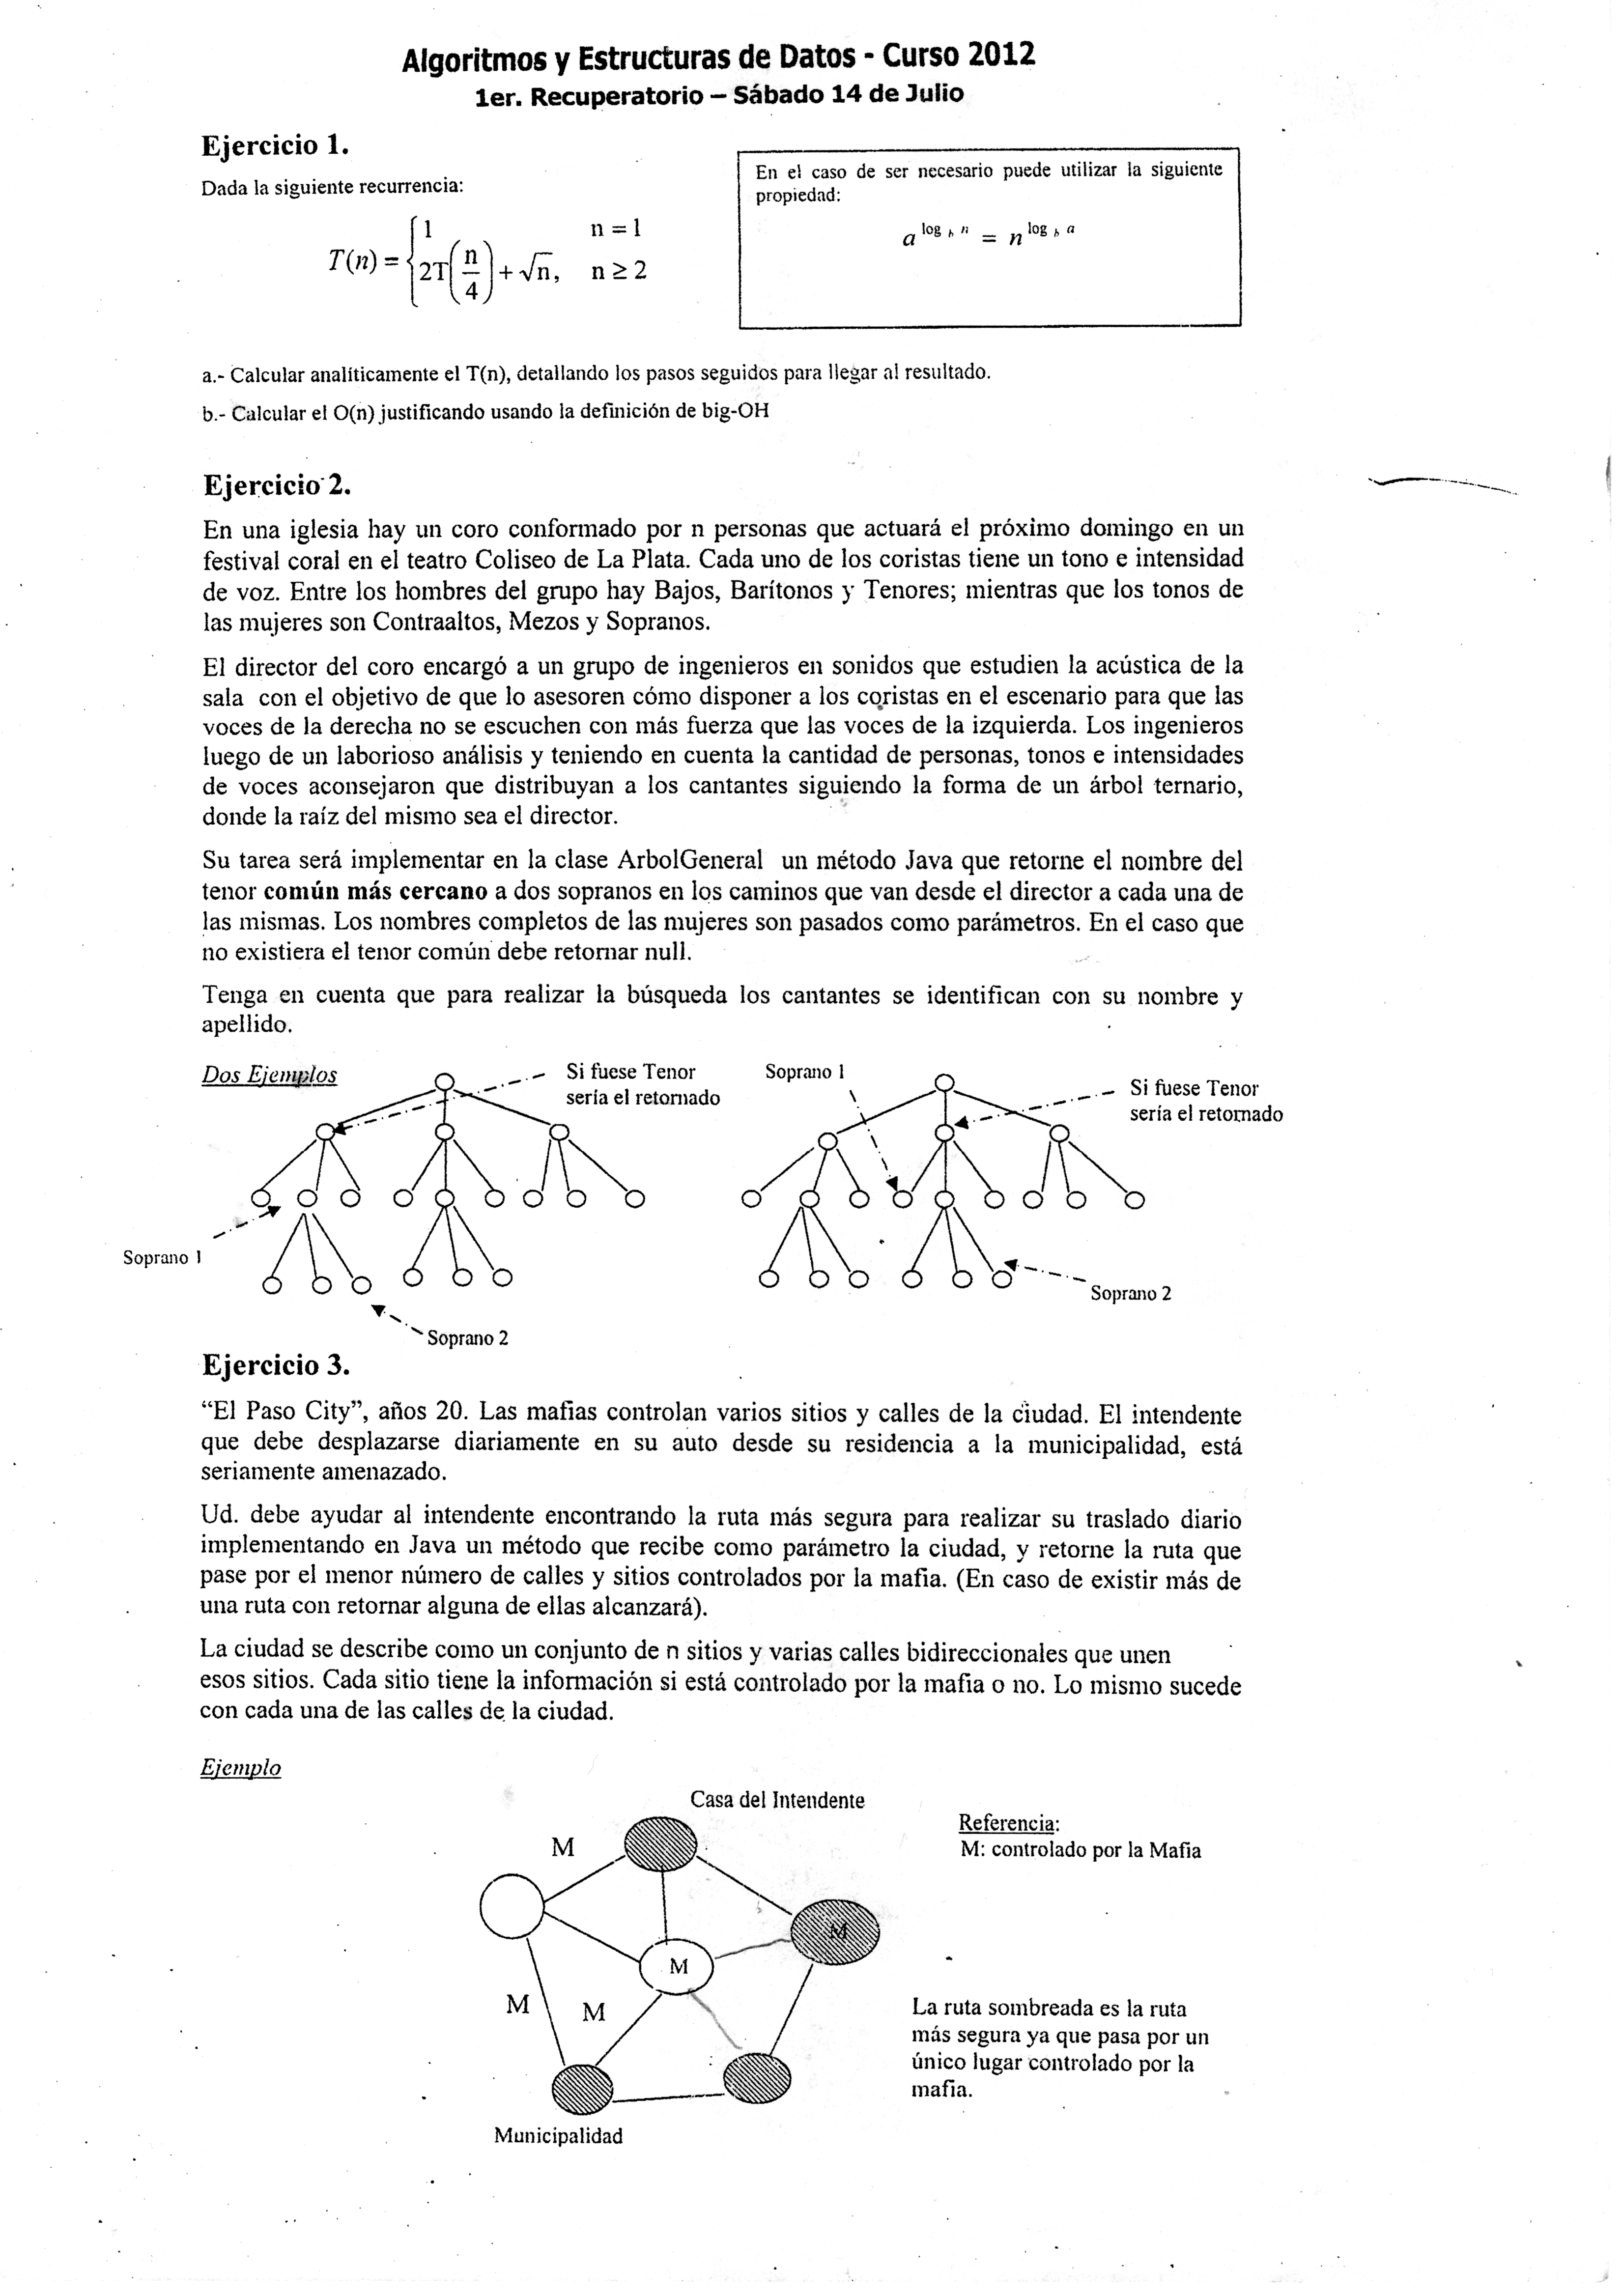 Algoritmos y Estructuras de Datos - Curso 2012
1er. Recuperatorio – Sábado 14 de Julio
Ejercicio 1.
Dada la siguiente recurrencia:
T(n) = { 1 n = 1
2T(n/4) + √n, n ≥ 2
En el caso de ser necesario puede utilizar la siguiente
propiedad:
a^(log_b n) = n^(log_b a)
a.- Calcular analíticamente el T(n), detallando los pasos seguidos para llegar al resultado.
b.- Calcular el O(n) justificando usando la definición de big-OH
Ejercicio 2.
En una iglesia hay un coro conformado por n personas que actuará el próximo domingo en un
festival coral en el teatro Coliseo de La Plata. Cada uno de los coristas tiene un tono e intensidad
de voz. Entre los hombres del grupo hay Bajos, Barítonos y Tenores; mientras que los tonos de
las mujeres son Contraaltos, Mezos y Sopranos.
El director del coro encargó a un grupo de ingenieros en sonidos que estudien la acústica de la
sala con el objetivo de que lo asesoren cómo disponer a los coristas en el escenario para que las
voces de la derecha no se escuchen con más fuerza que las voces de la izquierda. Los ingenieros
luego de un laborioso análisis y teniendo en cuenta la cantidad de personas, tonos e intensidades
de voces aconsejaron que distribuyan a los cantantes siguiendo la forma de un árbol ternario,
donde la raíz del mismo sea el director.
Su tarea será implementar en la clase ArbolGeneral un método Java que retorne el nombre del
tenor común más cercano a dos sopranos en los caminos que van desde el director a cada una de
las mismas. Los nombres completos de las mujeres son pasados como parámetros. En el caso que
no existiera el tenor común debe retornar null.
Tenga en cuenta que para realizar la búsqueda los cantantes se identifican con su nombre y
apellido.
Dos Ejemplos
Si fuese Tenor
sería el retornado
Soprano 1
Soprano 2
Soprano 1
Si fuese Tenor
sería el retornado
Soprano 2
Ejercicio 3.
“El Paso City”, años 20. Las mafias controlan varios sitios y calles de la ciudad. El intendente
que debe desplazarse diariamente en su auto desde su residencia a la municipalidad, está
seriamente amenazado.
Ud. debe ayudar al intendente encontrando la ruta más segura para realizar su traslado diario
implementando en Java un método que recibe como parámetro la ciudad, y retorne la ruta que
pase por el menor número de calles y sitios controlados por la mafia. (En caso de existir más de
una ruta con retornar alguna de ellas alcanzará).
La ciudad se describe como un conjunto de n sitios y varias calles bidireccionales que unen
esos sitios. Cada sitio tiene la información si está controlado por la mafia o no. Lo mismo sucede
con cada una de las calles de la ciudad.
Ejemplo
Casa del Intendente
M
M
M
M
M
Municipalidad
Referencia:
M: controlado por la Mafia
La ruta sombreada es la ruta
más segura ya que pasa por un
único lugar controlado por la
mafia.